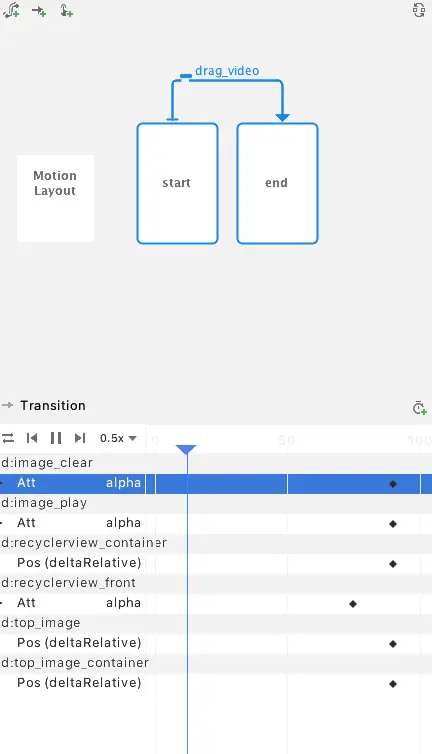 drag_video
Motion
Layout
start
end
Transition
0.5x
0
50
100
d:image_clear
Att alpha
d:image_play
Att alpha
d:recyclerview_container
Pos (deltaRelative)
d:recyclerview_front
Att alpha
d:top_image
Pos (deltaRelative)
d:top_image_container
Pos (deltaRelative)